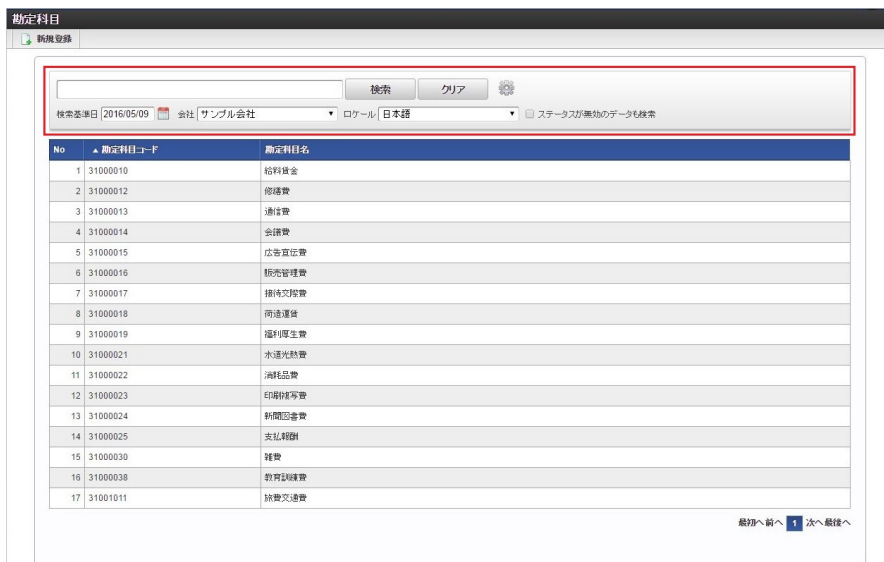 勘定科目
新規登録
検索 クリア
検索基準日 2016/05/09 会社 サンプル会社 ロケール 日本語 ステータスが無効のデータも検索
No ▲ 勘定科目コード 勘定科目名
1 31000010 給料賃金
2 31000012 修繕費
3 31000013 通信費
4 31000014 会議費
5 31000015 広告宣伝費
6 31000016 販売管理費
7 31000017 接待交際費
8 31000018 荷造運賃
9 31000019 福利厚生費
10 31000021 水道光熱費
11 31000022 消耗品費
12 31000023 印刷複写費
13 31000024 新聞図書費
14 31000025 支払報酬
15 31000030 雑費
16 31000038 教育訓練費
17 31001011 旅費交通費
最初へ 前へ 1 次へ 最後へ